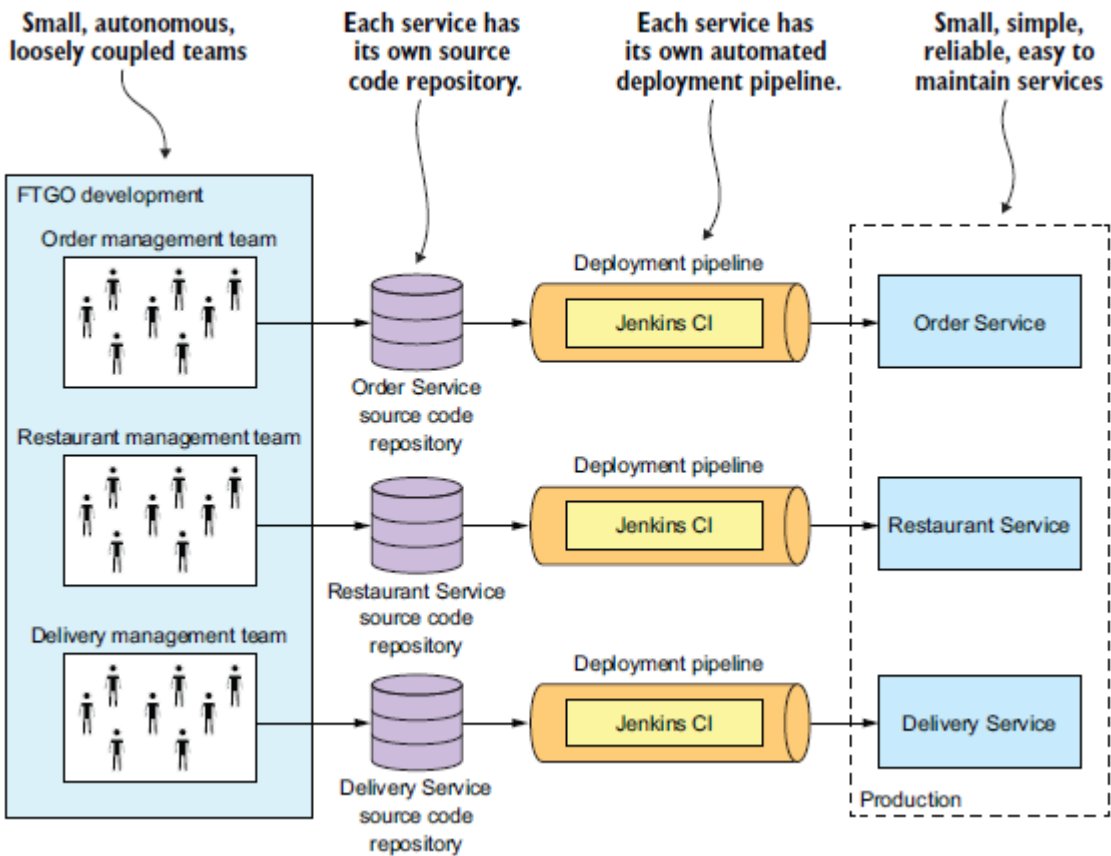 Small, autonomous,
loosely coupled teams
Each service has
its own source
code repository.
Each service has
its own automated
deployment pipeline.
Small, simple,
reliable, easy to
maintain services
FTGO development
Order management team
Deployment pipeline
Jenkins CI
Order Service
Order Service
source code
repository
Restaurant management team
Deployment pipeline
Jenkins CI
Restaurant Service
Restaurant Service
source code
repository
Delivery management team
Deployment pipeline
Jenkins CI
Delivery Service
Delivery Service
source code
repository
Production